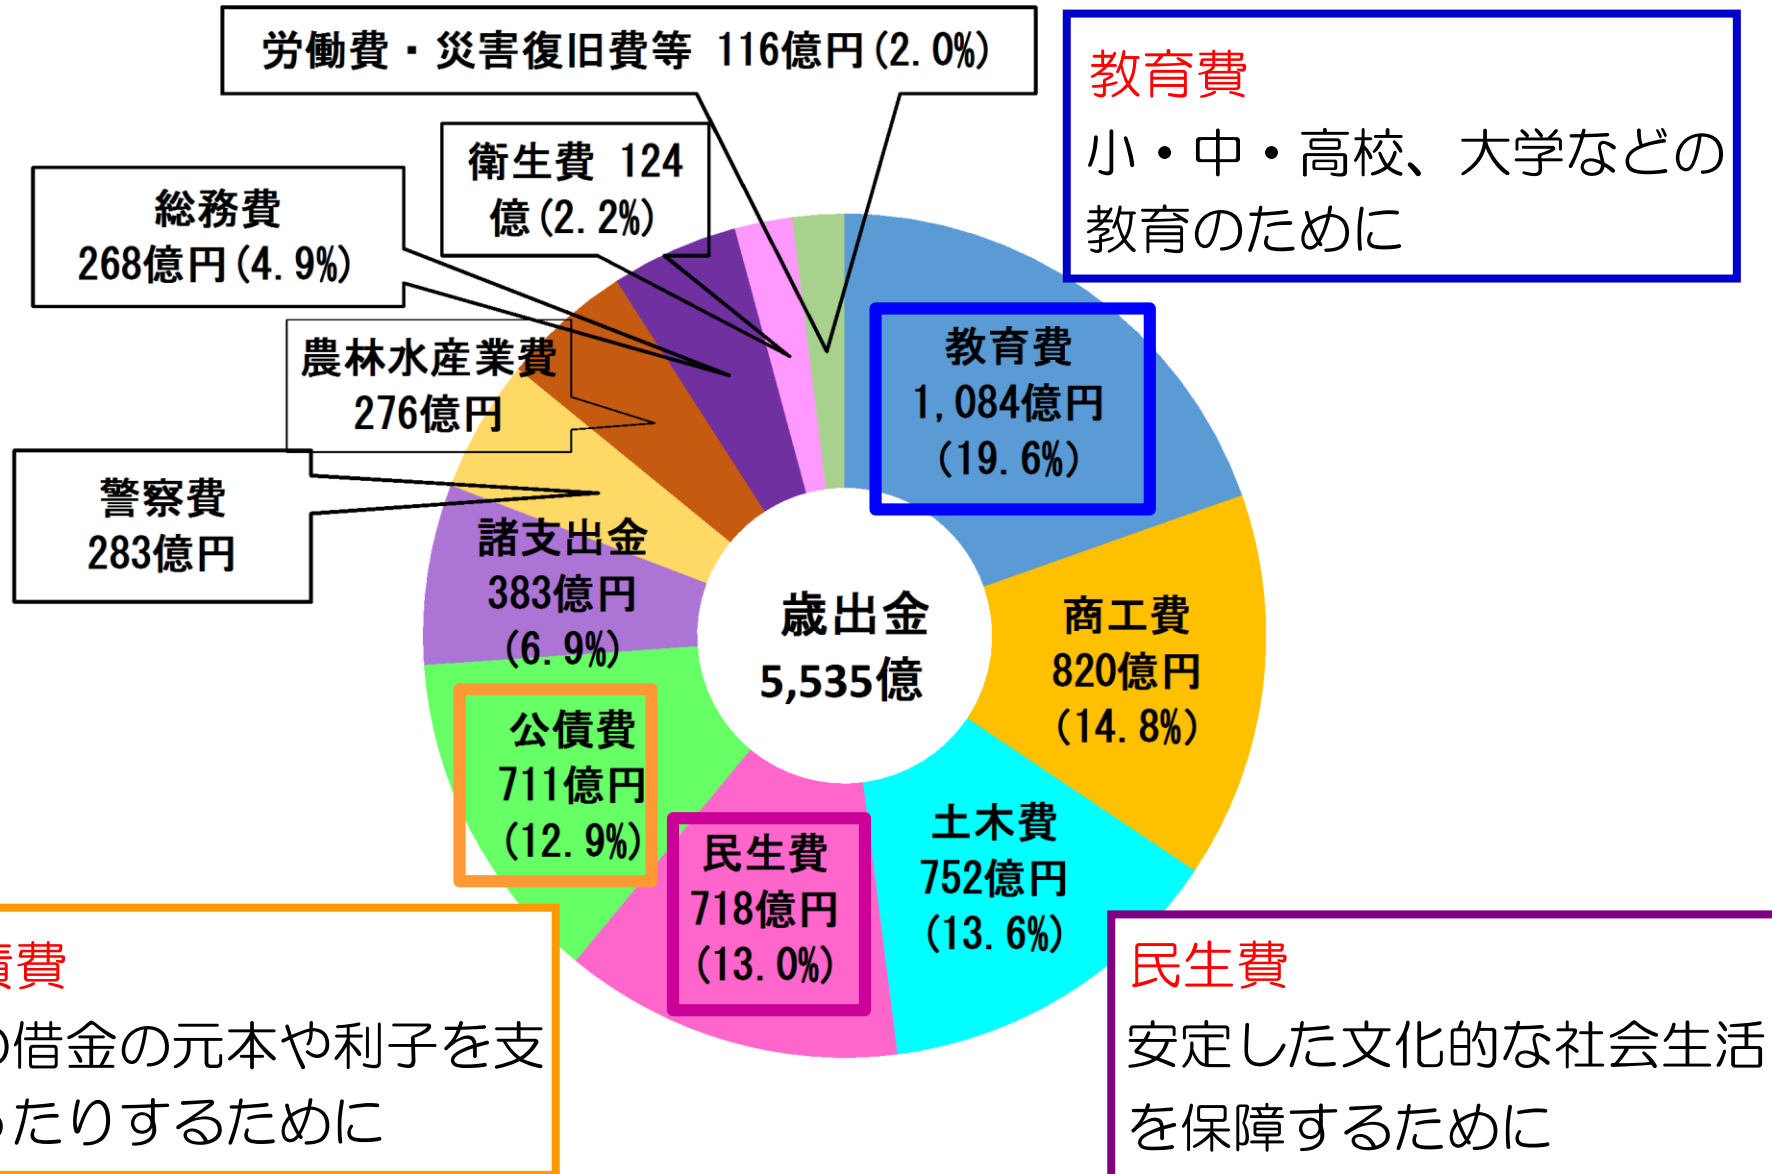 労働費・災害復旧費等 116億円(2.0%)
教育費
小・中・高校、大学などの
教育のために
衛生費 124
億(2.2%)
総務費
268億円(4.9%)
農林水産業費
276億円
警察費
283億円
諸支出金
383億円
(6.9%)
公債費
711億円
(12.9%)
民生費
718億円
(13.0%)
土木費
752億円
(13.6%)
商工費
820億円
(14.8%)
教育費
1,084億円
(19.6%)
歳出金
5,535億
債費
の借金の元本や利子を支
ったりするために
民生費
安定した文化的な社会生活
を保障するために